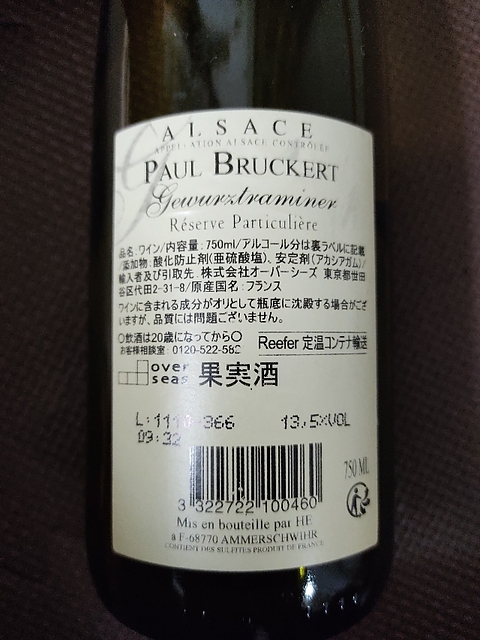 ALSACE
APPELLATION ALSACE CONTRÔLÉE
PAUL BRUCKERT
Gewurztraminer
Réserve Particulière
品名:ワイン/内容量:750ml/アルコール分は裏ラベルに記載
/添加物:酸化防止剤(亜硫酸塩)、安定剤(アカシアガム)/
輸入者及び引取先:株式会社オーバーシーズ 東京都世田
谷区代田2-31-8/原産国名:フランス
ワインに含まれる成分がオリとして瓶底に沈殿する場合がござ
いますが、品質には問題ございません。
〇飲酒は20歳になってから〇
お客様相談室:0120-522-582
Reefer 定温コンテナ輸送
over
seas
果実酒
366
13,5%VOL
09:32
750 ML
3 322722 100460
Mis en bouteille par HE
à F-68770 AMMERSCHWIHR
CONTIENT DES SULFITES PRODUIT DE FRANCE